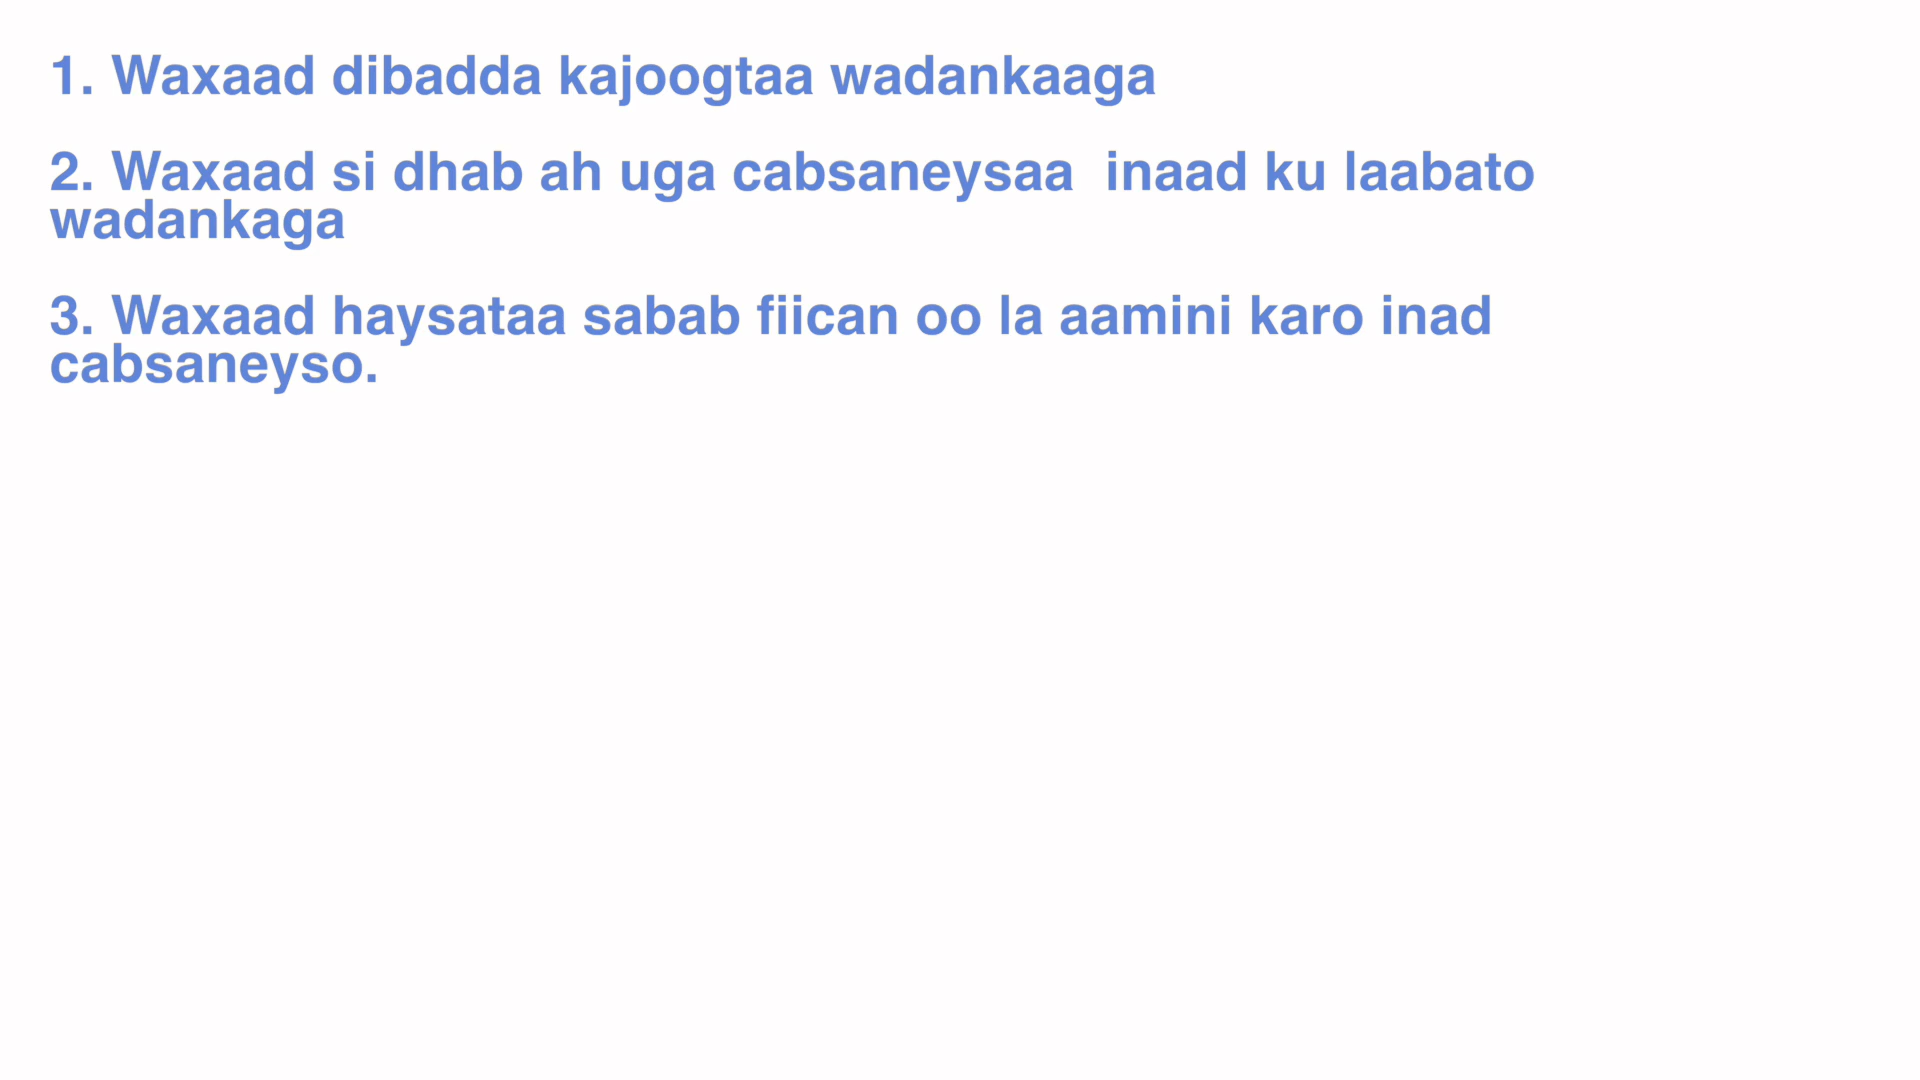 1. Waxaad dibadda kajoogtaa wadankaaga
2. Waxaad si dhab ah uga cabsaneysaa  inaad ku laabato
wadankaga
3. Waxaad haysataa sabab fiican oo la aamini karo inad
cabsaneyso.